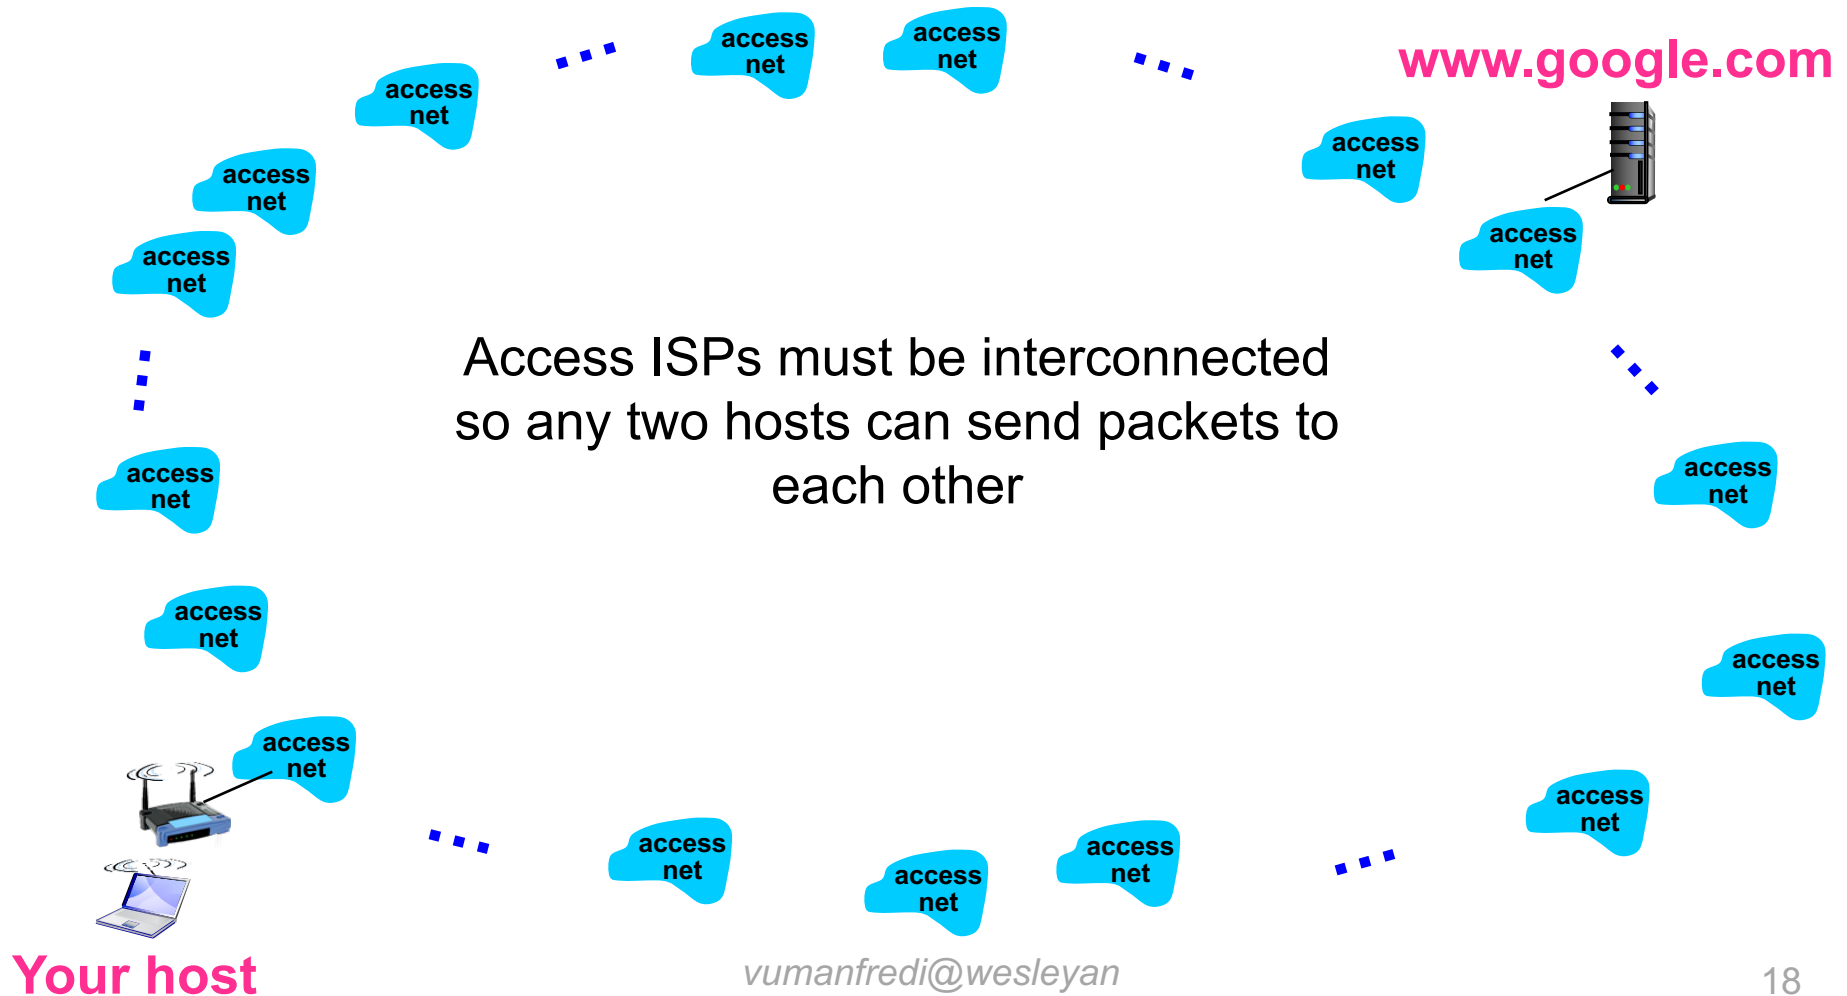 access
net
access
net
www.google.com
access
net
access
net
access
net
access
net
access
net
access
net
Access ISPs must be interconnected
so any two hosts can send packets to
each other
access
net
access
net
access
net
access
net
access
net
access
net
access
net
access
net
access
net
Your host
vumanfredi@wesleyan
18